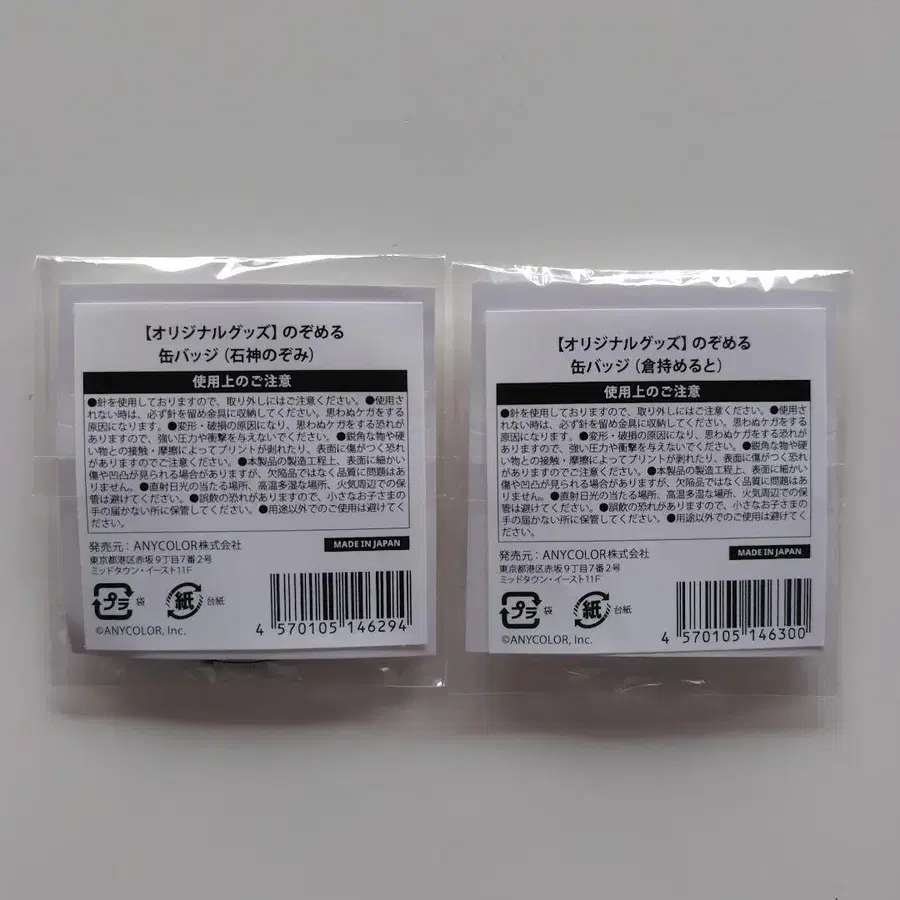 【オリジナルグッズ】のぞめる
缶バッジ（石神のぞみ）
使用上のご注意
●針を使用しておりますので、取り外しにはご注意ください。●使用さ
れない時は、必ず針を留め金具に収納してください。思わぬケガをする
原因になります。●変形・破損の原因になり、思わぬケガをする恐れが
ありますので、強い圧力や衝撃を与えないでください。●鋭角な物や硬
い物との接触・摩擦によってプリントが剥れたり、表面に傷がつく恐れ
がありますのでご注意ください。●本製品の製造工程上、表面に細かい
傷や凹凸が見られる場合がありますが、欠陥品ではなく品質に問題はあ
りません。●直射日光の当たる場所、高温多湿な場所、火気周辺での保
管は避けてください。●誤飲の恐れがありますので、小さなお子さまの
手の届かない所に保管してください。●用途以外でのご使用は避けてく
ださい。
発売元：ANYCOLOR株式会社
MADE IN JAPAN
東京都港区赤坂9丁目7番2号
ミッドタウン・イースト11F
プラ 袋
紙 台紙
©ANYCOLOR, Inc.
4 570105 146294
【オリジナルグッズ】のぞめる
缶バッジ（倉持めると）
使用上のご注意
●針を使用しておりますので、取り外しにはご注意ください。●使用さ
れない時は、必ず針を留め金具に収納してください。思わぬケガをする
原因になります。●変形・破損の原因になり、思わぬケガをする恐れが
ありますので、強い圧力や衝撃を与えないでください。●鋭角な物や硬
い物との接触・摩擦によってプリントが剥れたり、表面に傷がつく恐れ
がありますのでご注意ください。●本製品の製造工程上、表面に細かい
傷や凹凸が見られる場合がありますが、欠陥品ではなく品質に問題はあ
りません。●直射日光の当たる場所、高温多湿な場所、火気周辺での保
管は避けてください。●誤飲の恐れがありますので、小さなお子さまの
手の届かない所に保管してください。●用途以外でのご使用は避けてく
ださい。
発売元：ANYCOLOR株式会社
MADE IN JAPAN
東京都港区赤坂9丁目7番2号
ミッドタウン・イースト11F
プラ 袋
紙 台紙
©ANYCOLOR, Inc.
4 570105 146300